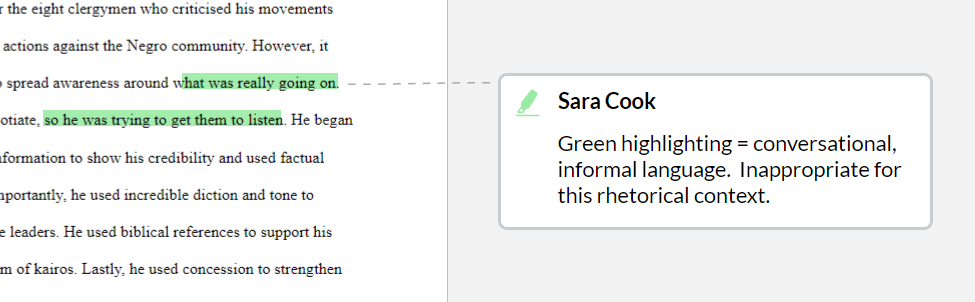 the eight clergymen who criticised his movements
actions against the Negro community. However, it
spread awareness around what was really going on.
so he was trying to get them to listen. He began
to show his credibility and used factual
he used incredible diction and tone to
leaders. He used biblical references to support his
of kairos. Lastly, he used concession to strengthen
Sara Cook
Green highlighting = conversational,
informal language. Inappropriate for
this rhetorical context.